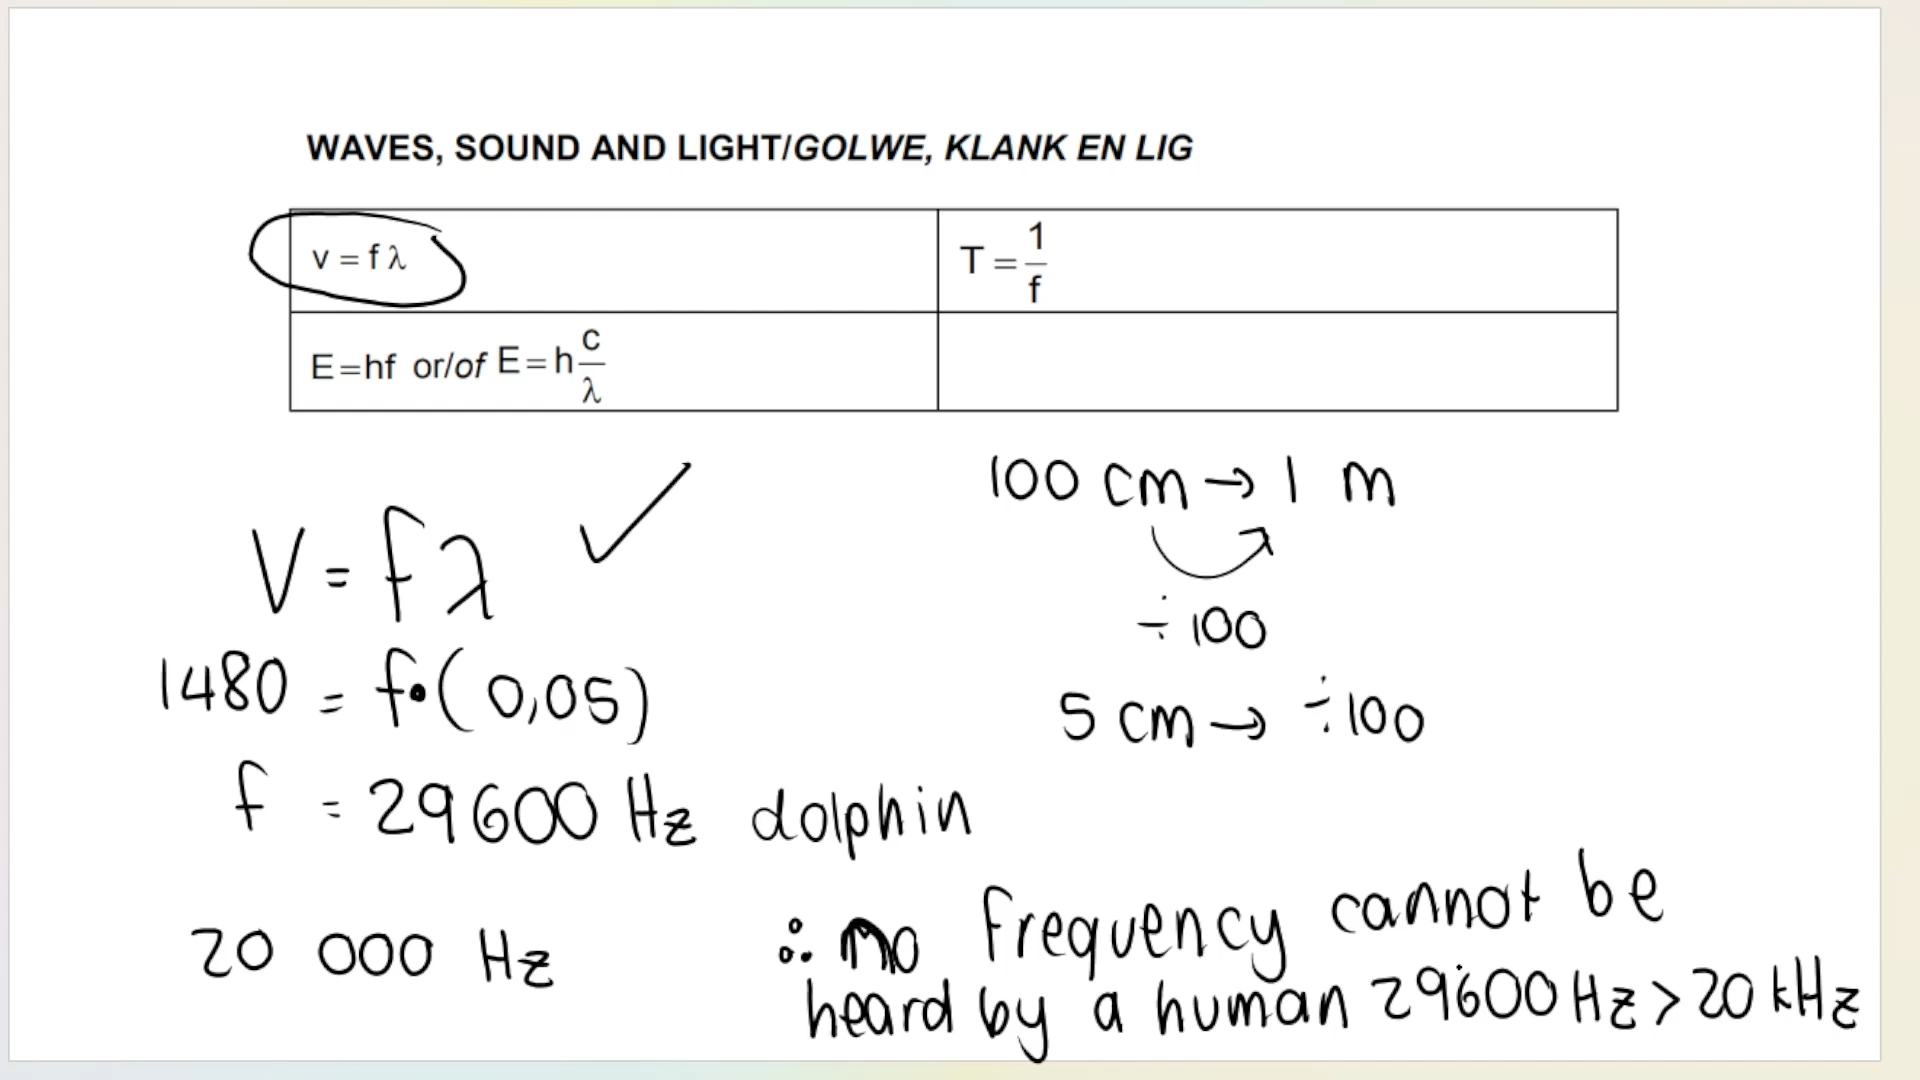 WAVES, SOUND AND LIGHT/GOLWE, KLANK EN LIG
v = f λ
T = 1/f
E = hf or/of E = h c/λ
100 cm → 1 m
÷ 100
5 cm → ÷100
V = fλ ✓
1480 = f•(0,05)
f = 29600 Hz dolphin
20 000 Hz
∴ no frequency cannot be
heard by a human 29600 Hz > 20 kHz